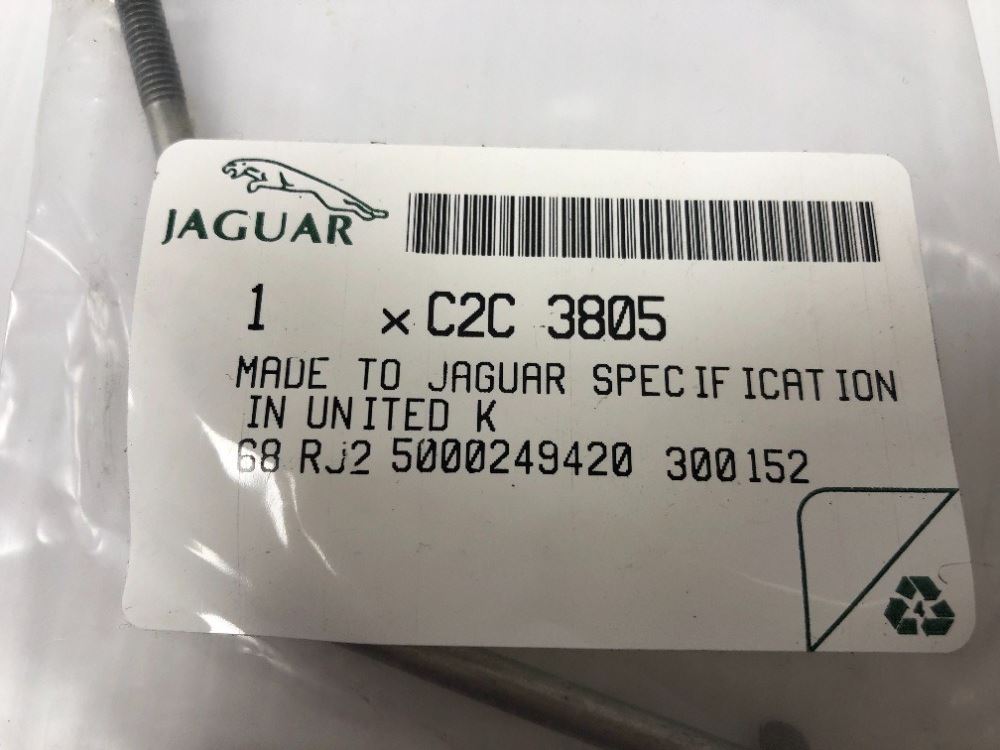 JAGUAR
1 x C2C 3805
MADE TO JAGUAR SPECIFICATION
IN UNITED K
68 RJ2 5000249420 300152
4